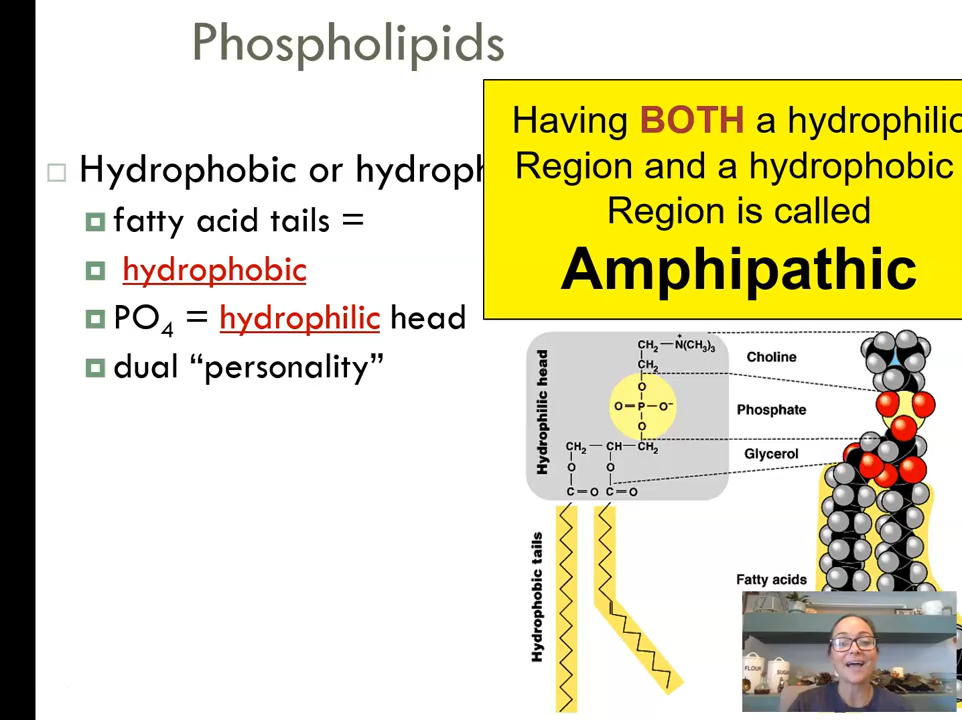 Phospholipids
Having BOTH a hydrophilic
Region and a hydrophobic
Region is called
Amphipathic
Hydrophobic or hydroph
fatty acid tails =
hydrophobic
PO4 = hydrophilic head
dual “personality”
Hydrophilic head
CH2 — N(CH3)3
+
CH2
O
O = P — O−
O
CH2 — CH — CH2
O O
C = O C = O
Choline
Phosphate
Glycerol
Hydrophobic tails
Fatty acids
FLOUR
SUGAR